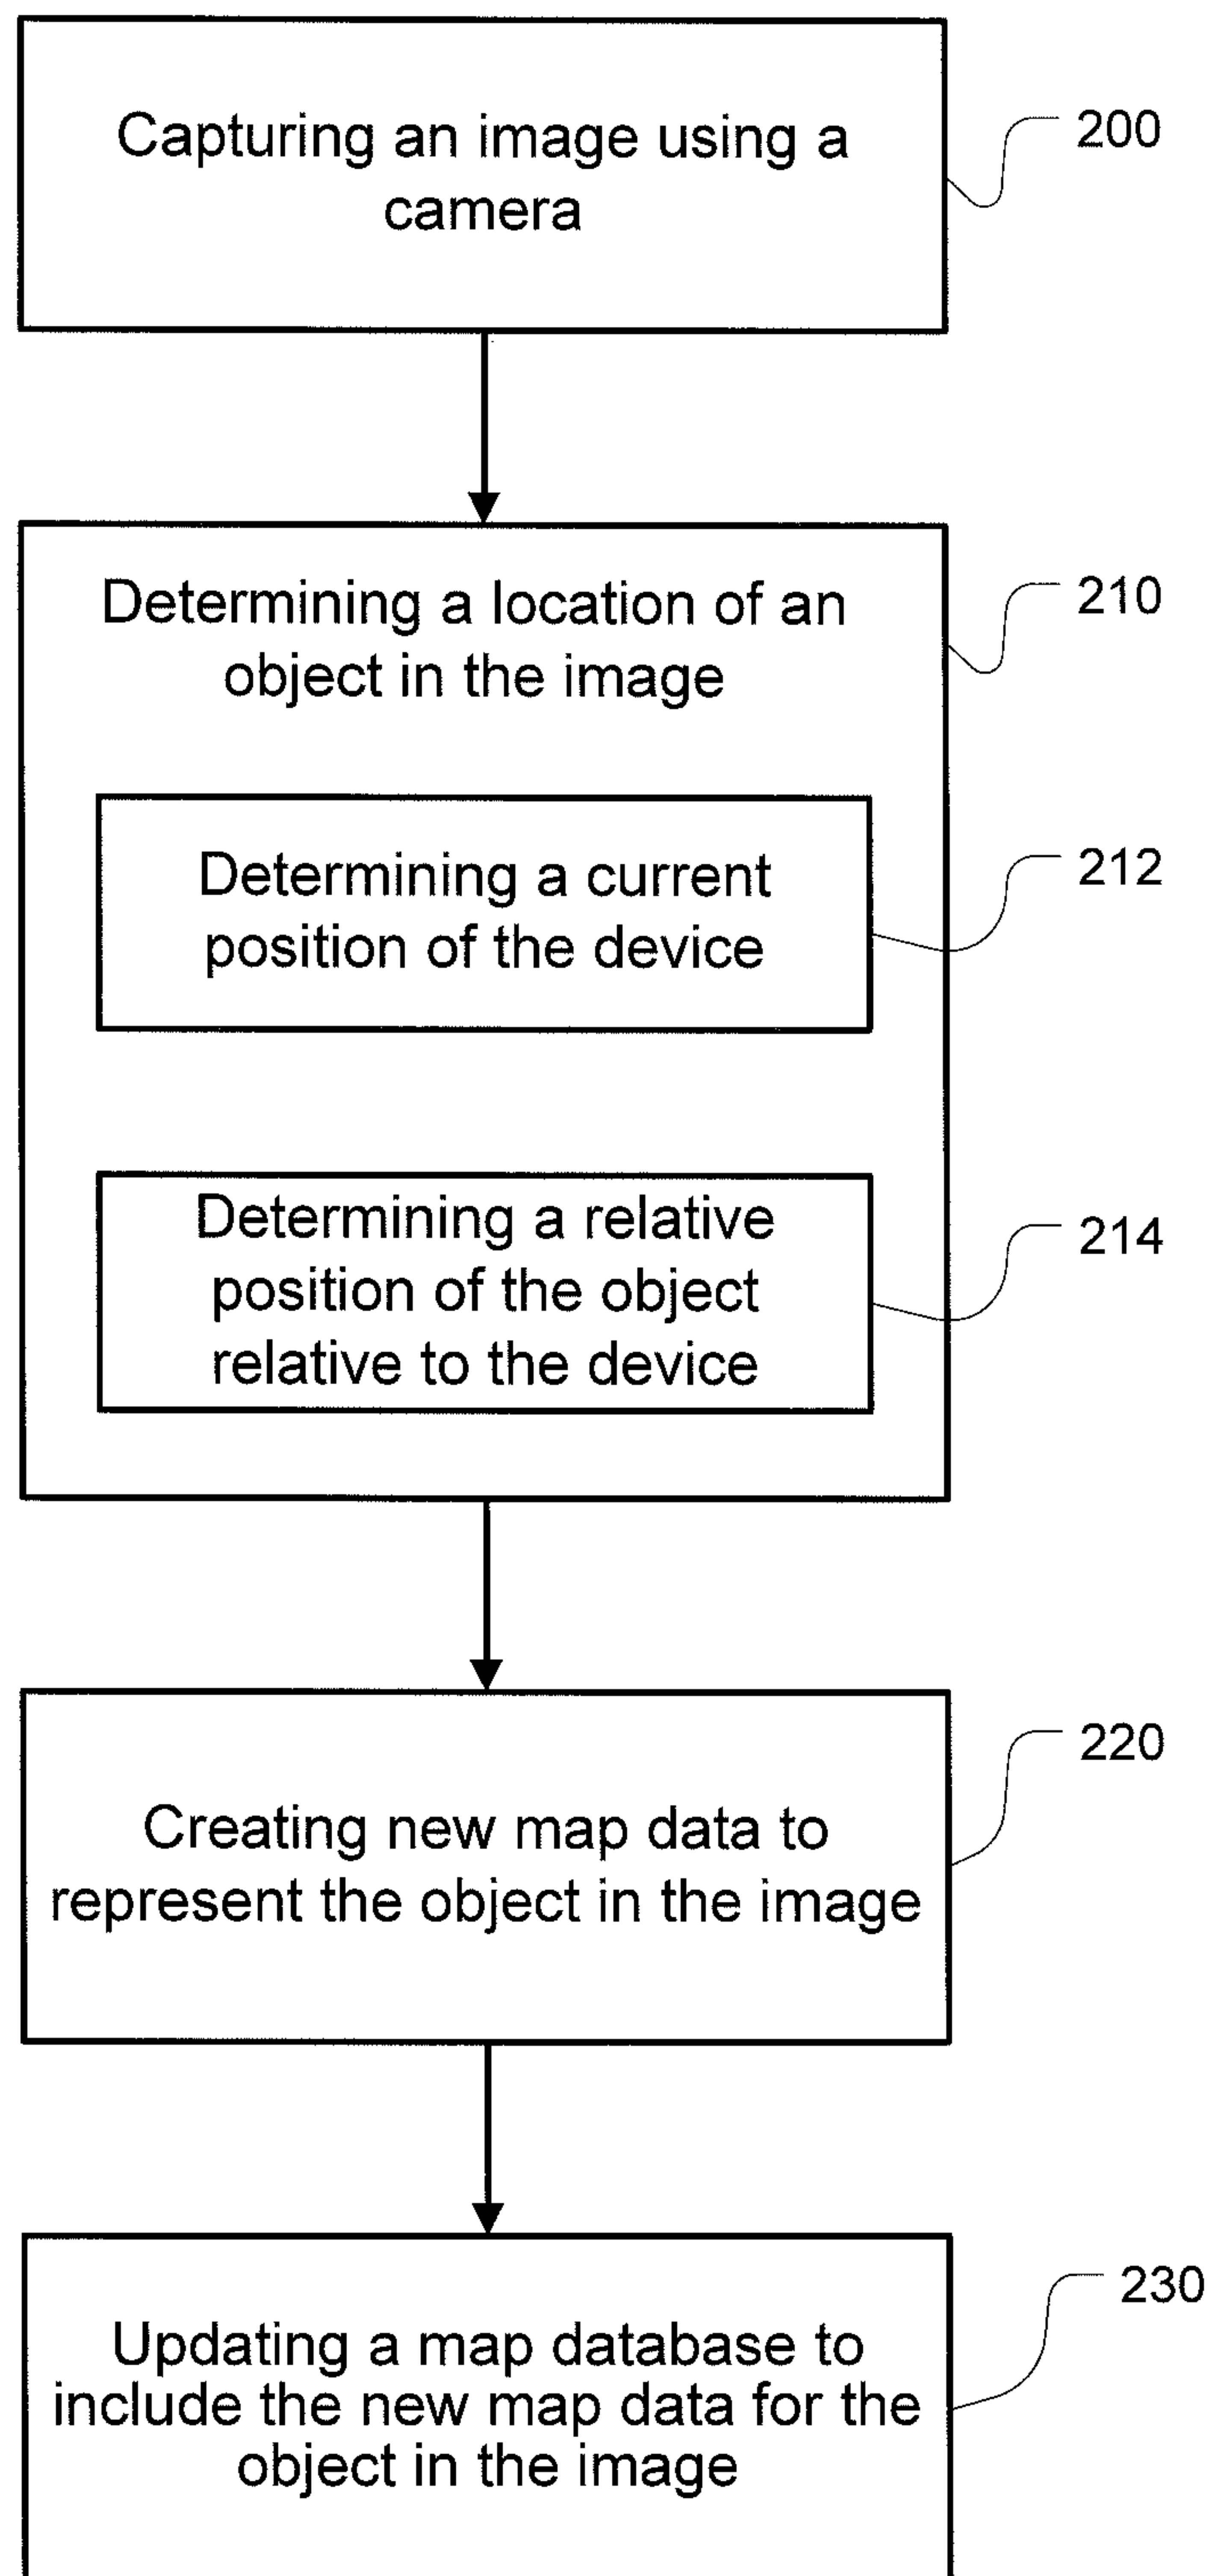 Capturing an image using a
camera
200
Determining a location of an
object in the image
210
Determining a current
position of the device
212
Determining a relative
position of the object
relative to the device
214
Creating new map data to
represent the object in the image
220
Updating a map database to
include the new map data for the
object in the image
230